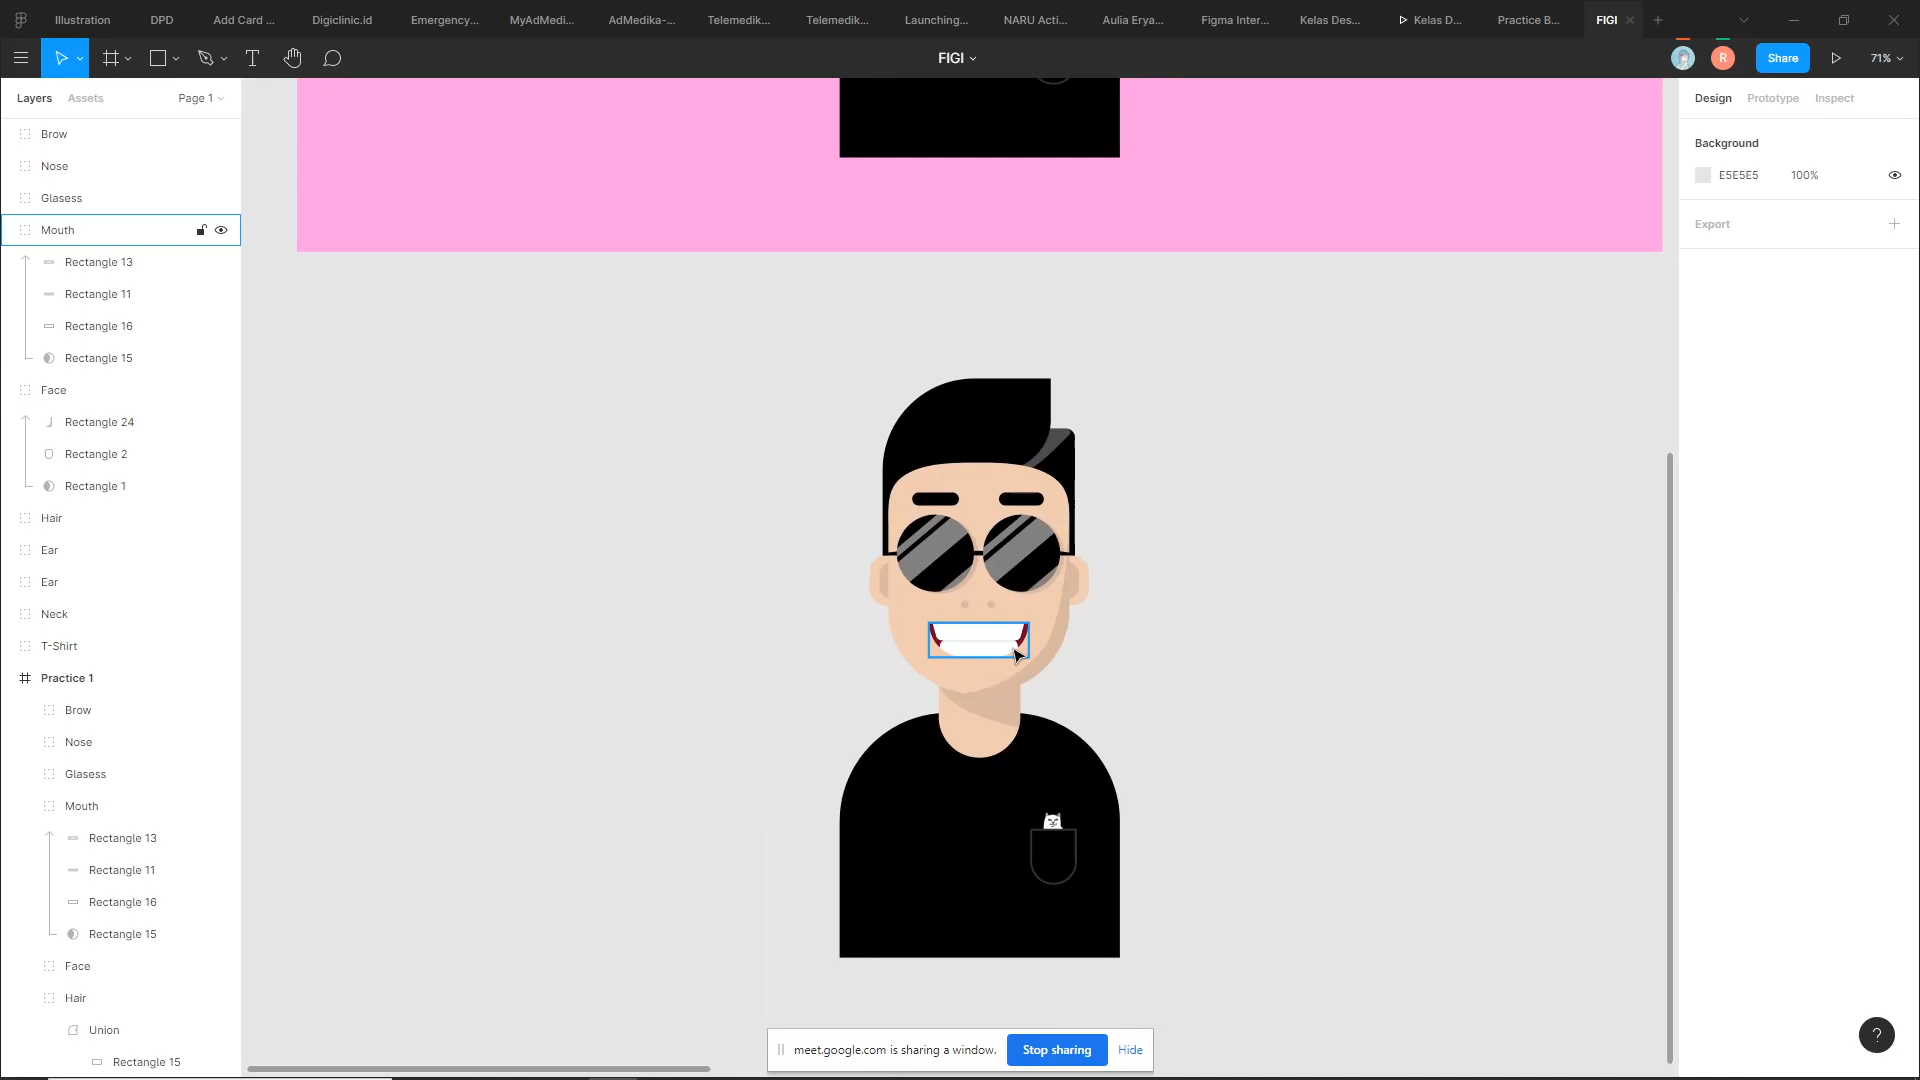 Illustration
DPD
Add Card ...
Digiclinic.id
Emergency...
MyAdMedi...
AdMedika-...
Telemedik...
Telemedik...
Launching...
NARU Acti...
Aulia Erya...
Figma Inter...
Kelas Des...
Kelas D...
Practice B...
FIGI
FIGI
R
Share
71%
Layers
Assets
Page 1
Design
Prototype
Inspect
Brow
Nose
Glasess
Mouth
Rectangle 13
Rectangle 11
Rectangle 16
Rectangle 15
Face
Rectangle 24
Rectangle 2
Rectangle 1
Hair
Ear
Ear
Neck
T-Shirt
Practice 1
Brow
Nose
Glasess
Mouth
Rectangle 13
Rectangle 11
Rectangle 16
Rectangle 15
Face
Hair
Union
Rectangle 15
Background
E5E5E5
100%
Export
meet.google.com is sharing a window.
Stop sharing
Hide
?